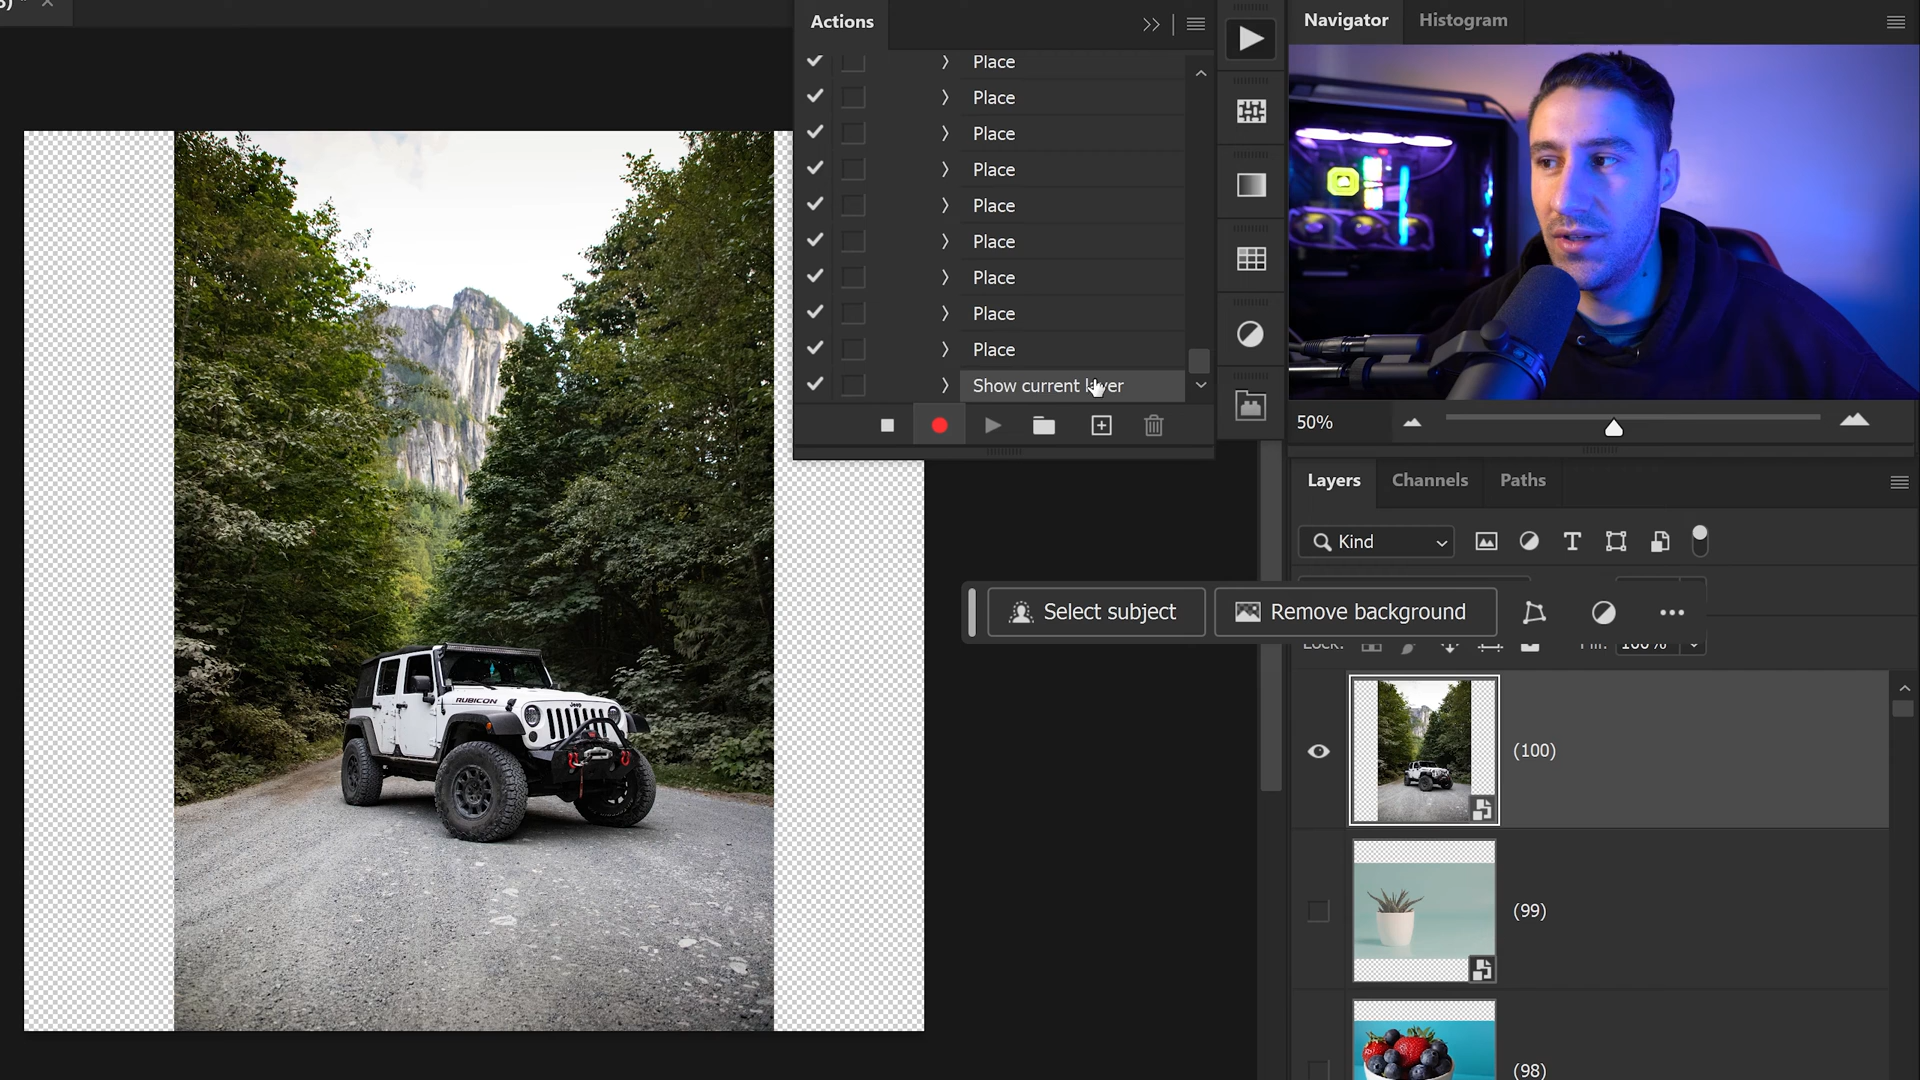 Actions
Navigator
Histogram
Place
Place
Place
Place
Place
Place
Place
Place
Place
Show current layer
50%
Layers
Channels
Paths
Kind
Select subject
Remove background
(100)
(99)
(98)
RUBICON
Jeep